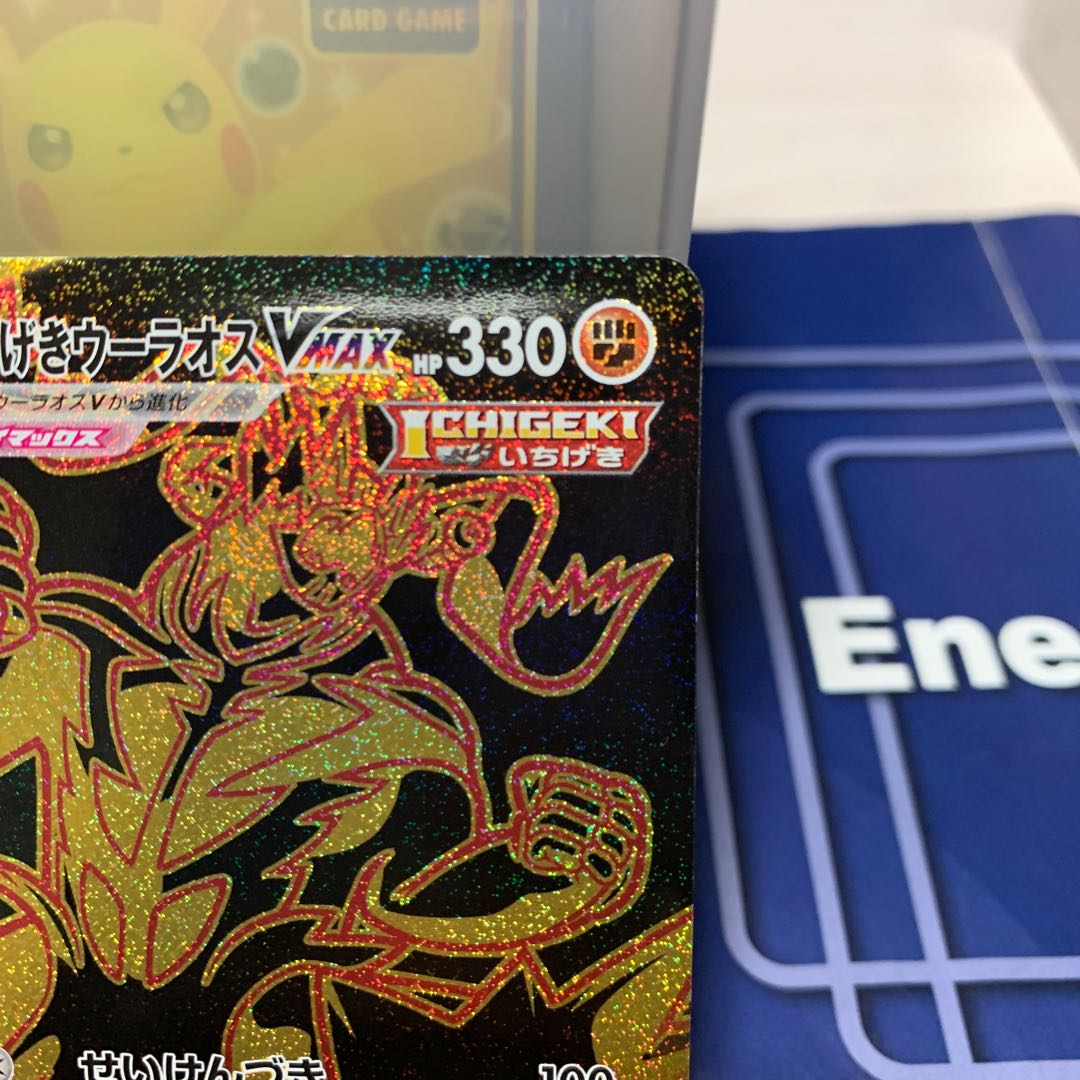 CARD GAME
げきウーラオス VMAX HP 330
ウーラオスVから進化
イマックス
ICHIGEKI
いちげき
Ene
せいけんづき 100